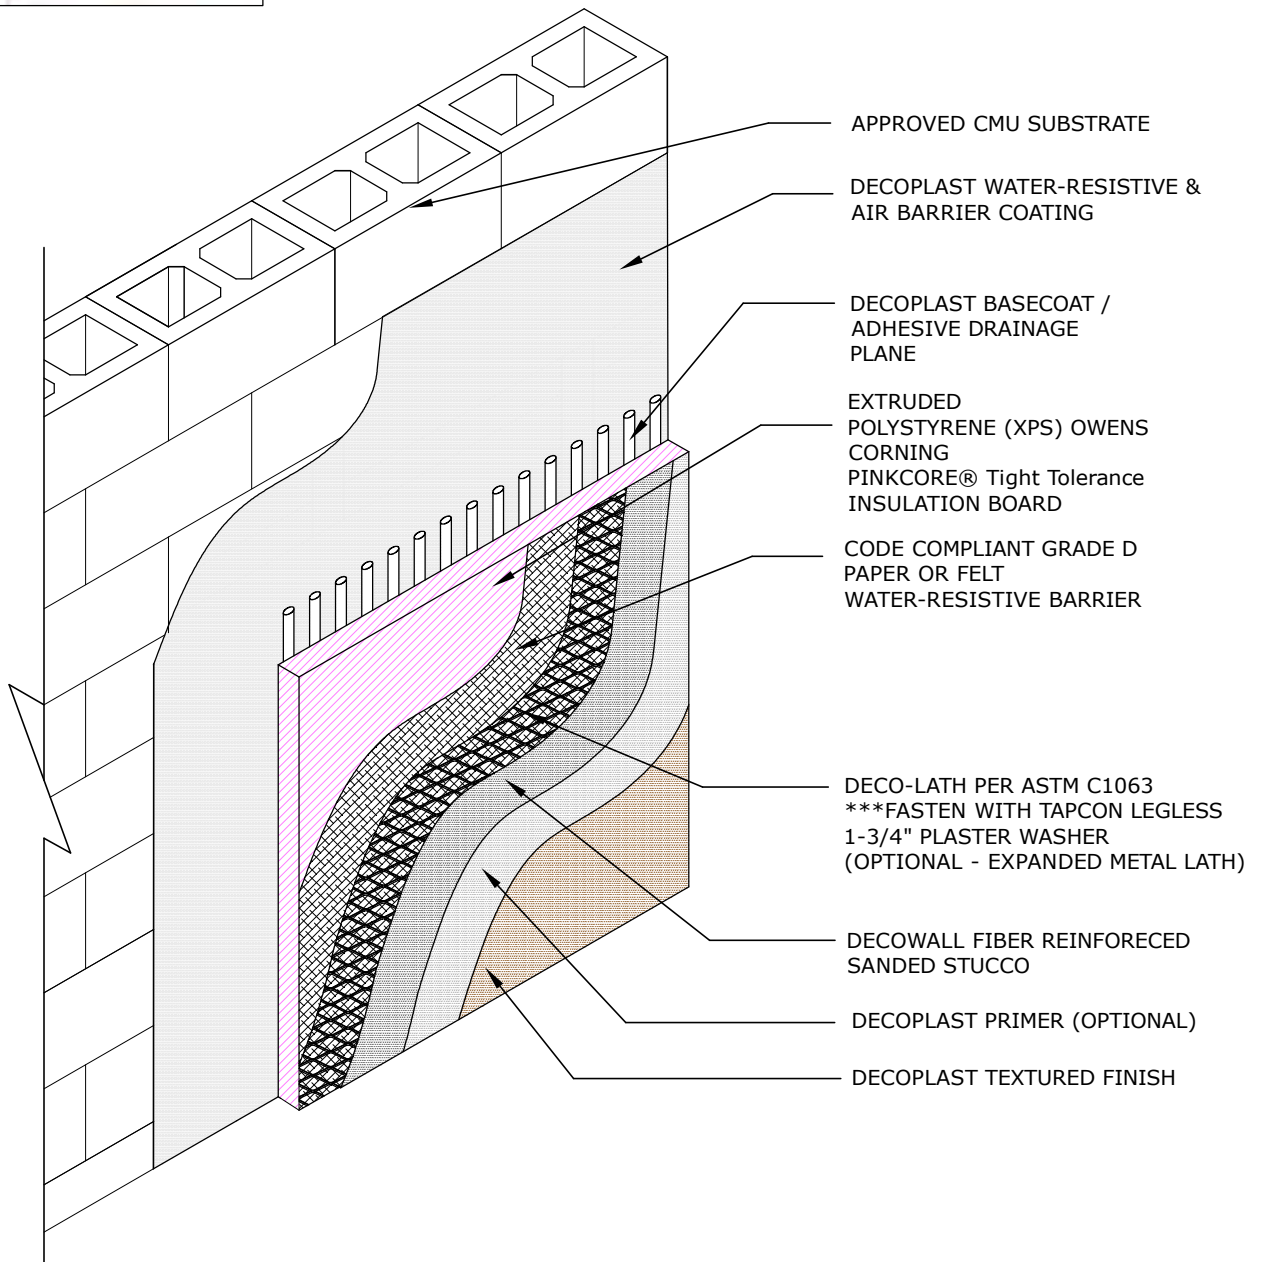 APPROVED CMU SUBSTRATE
DECOPLAST WATER-RESISTIVE &
AIR BARRIER COATING
DECOPLAST BASECOAT /
ADHESIVE DRAINAGE
PLANE
EXTRUDED
POLYSTYRENE (XPS) OWENS
CORNING
PINKCORE® Tight Tolerance
INSULATION BOARD
CODE COMPLIANT GRADE D
PAPER OR FELT
WATER-RESISTIVE BARRIER
DECO-LATH PER ASTM C1063
***FASTEN WITH TAPCON LEGLESS
1-3/4" PLASTER WASHER
(OPTIONAL - EXPANDED METAL LATH)
DECOWALL FIBER REINFORECED
SANDED STUCCO
DECOPLAST PRIMER (OPTIONAL)
DECOPLAST TEXTURED FINISH